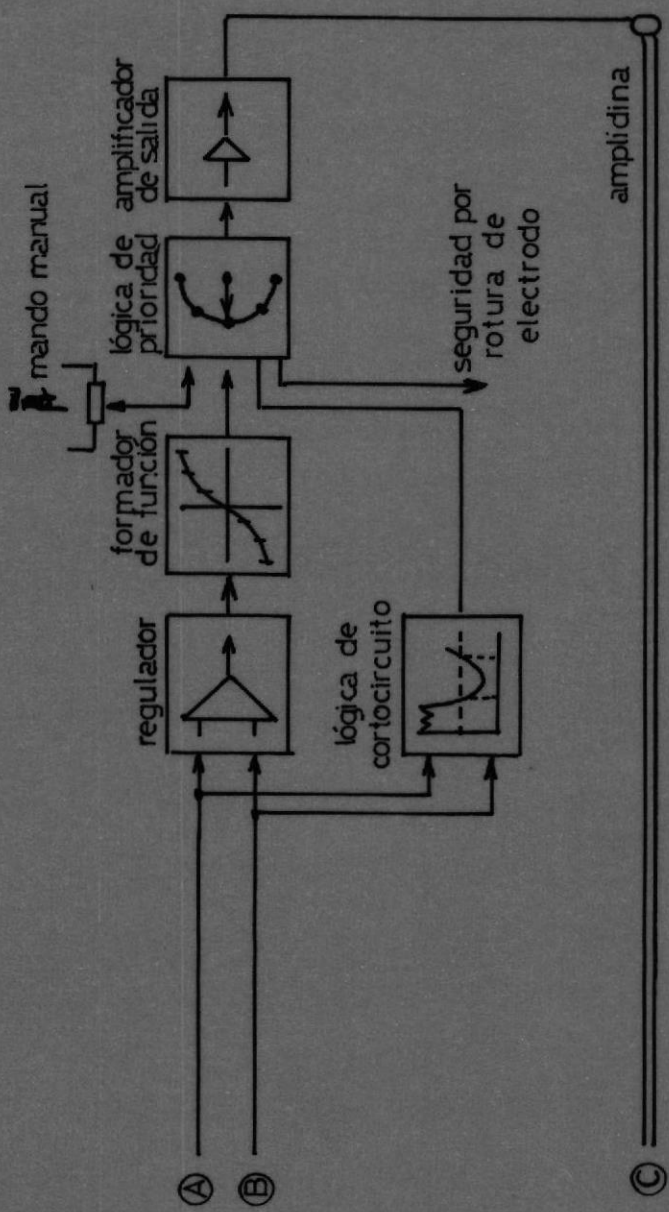 mando manual
regulador
formador
de función
lógica de
prioridad
amplificador
de salida
lógica de
cortocircuito
seguridad por
rotura de
electrodo
amplidina
A
B
C